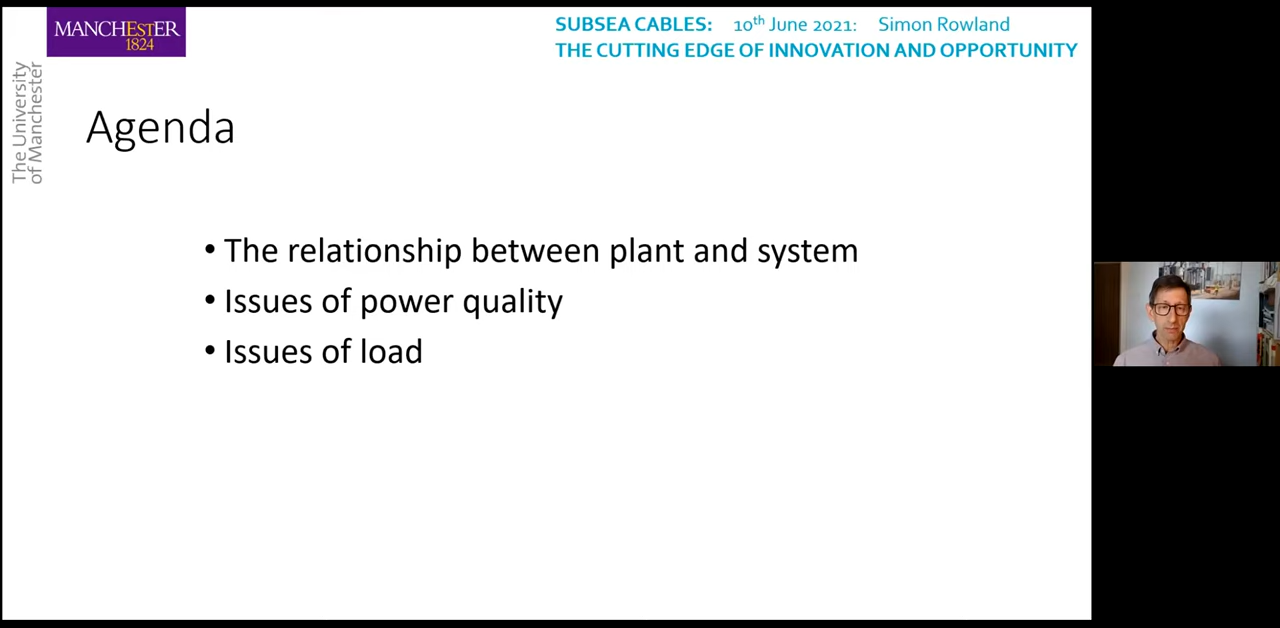 MANCHESTER
1824
The University
of Manchester
SUBSEA CABLES: 10th June 2021: Simon Rowland
THE CUTTING EDGE OF INNOVATION AND OPPORTUNITY
Agenda
• The relationship between plant and system
• Issues of power quality
• Issues of load